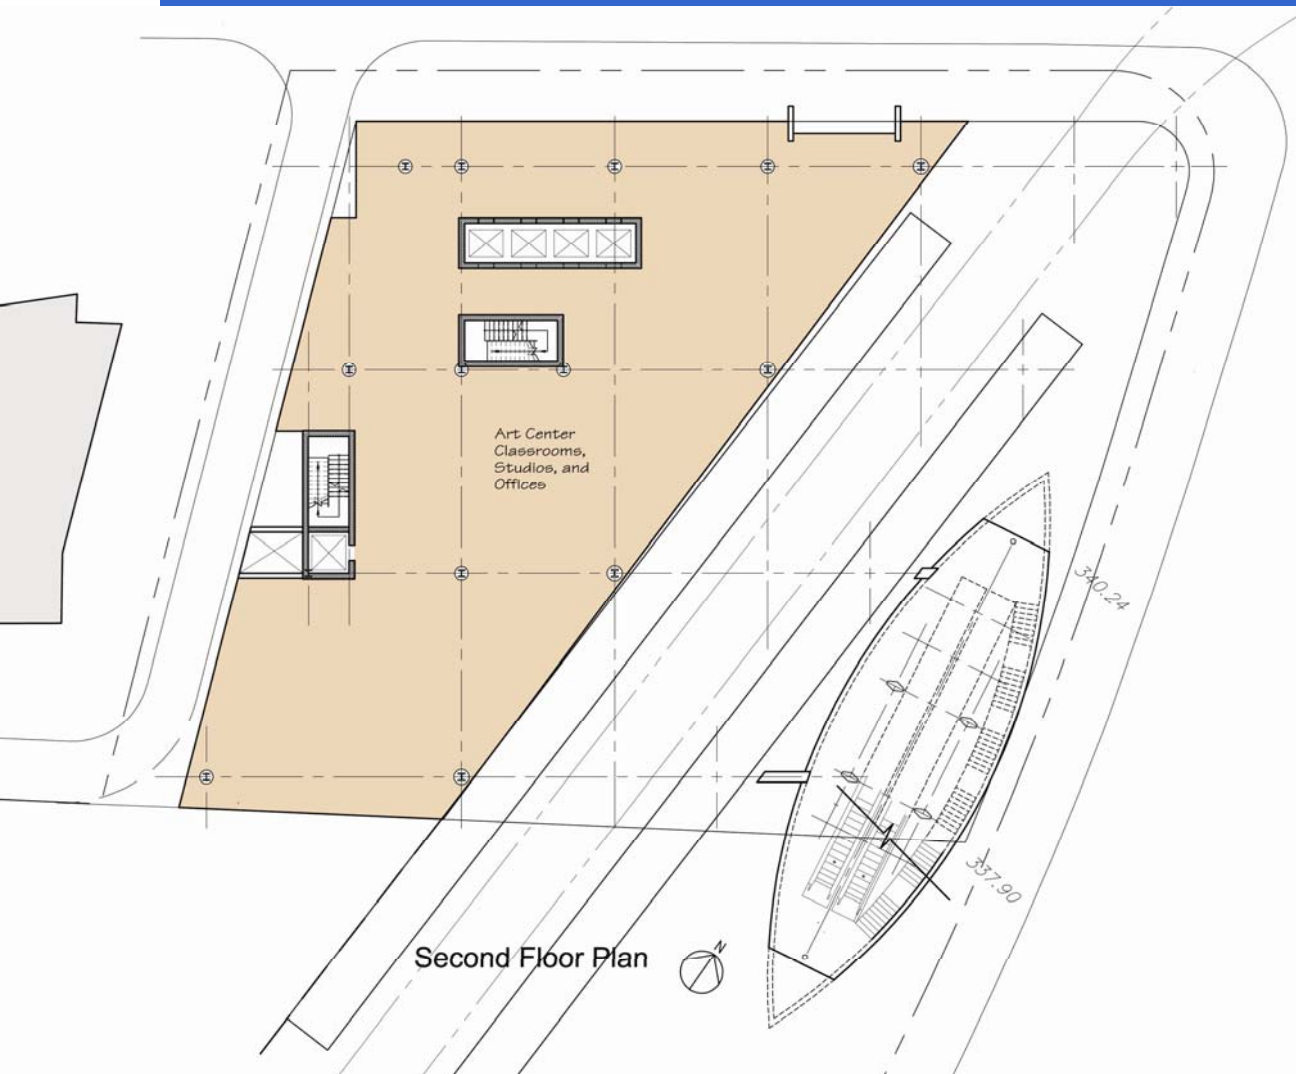 Art Center
Classrooms,
Studios, and
Offices
340.24
337.90
Second Floor Plan
N